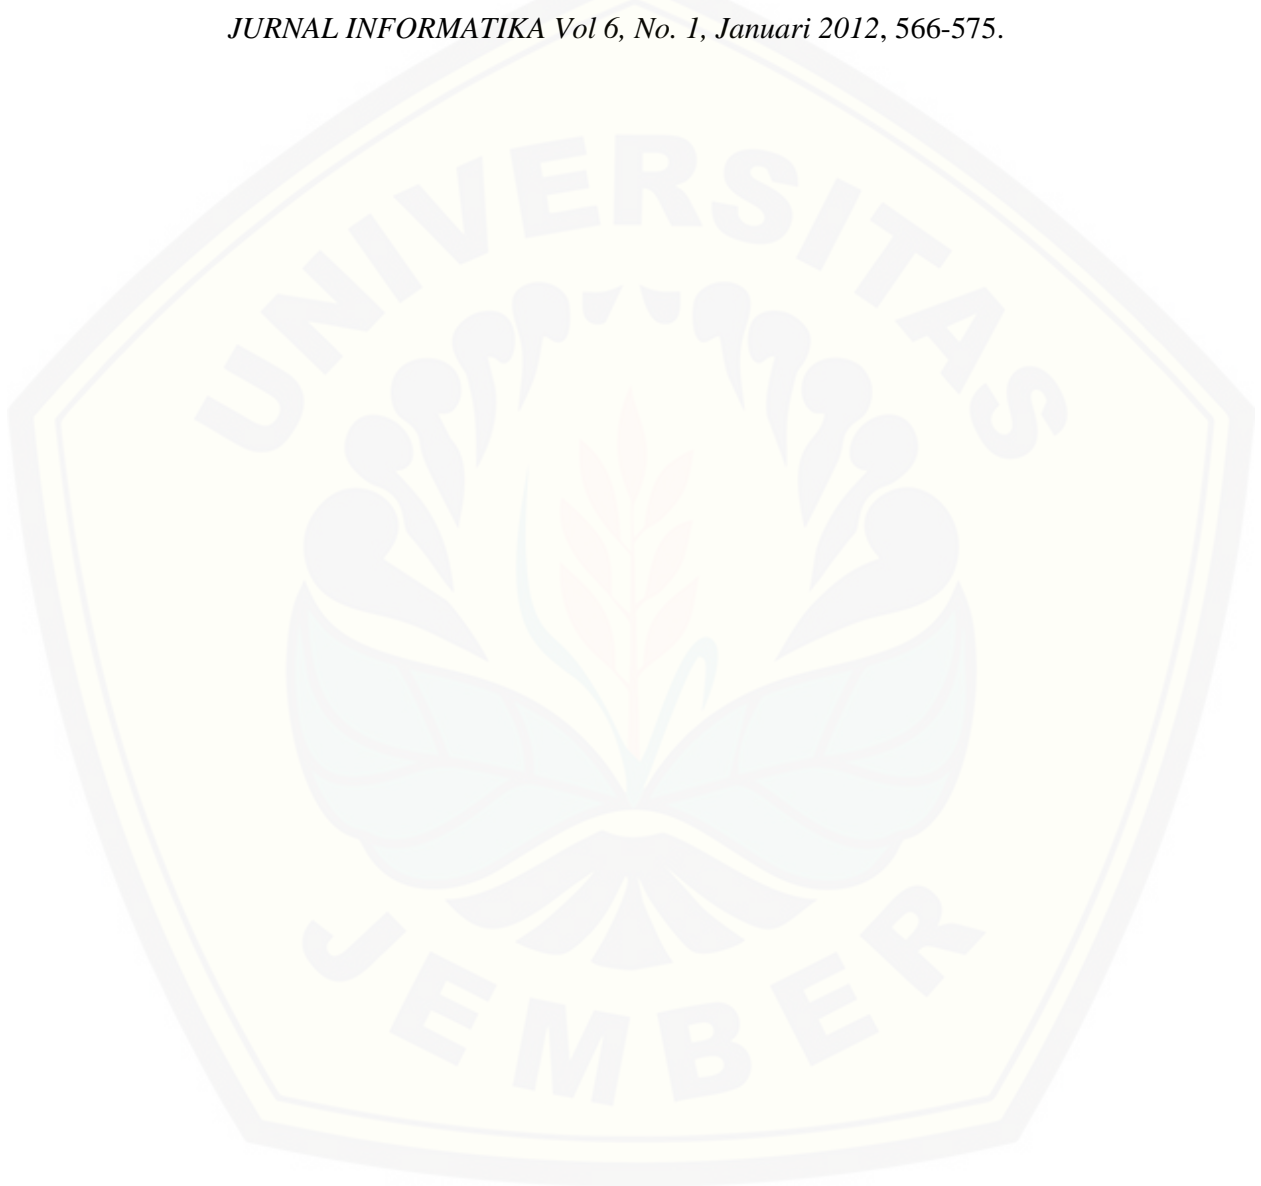 JURNAL INFORMATIKA Vol 6, No. 1, Januari 2012, 566-575.
UNIVERSITAS
JEMBER